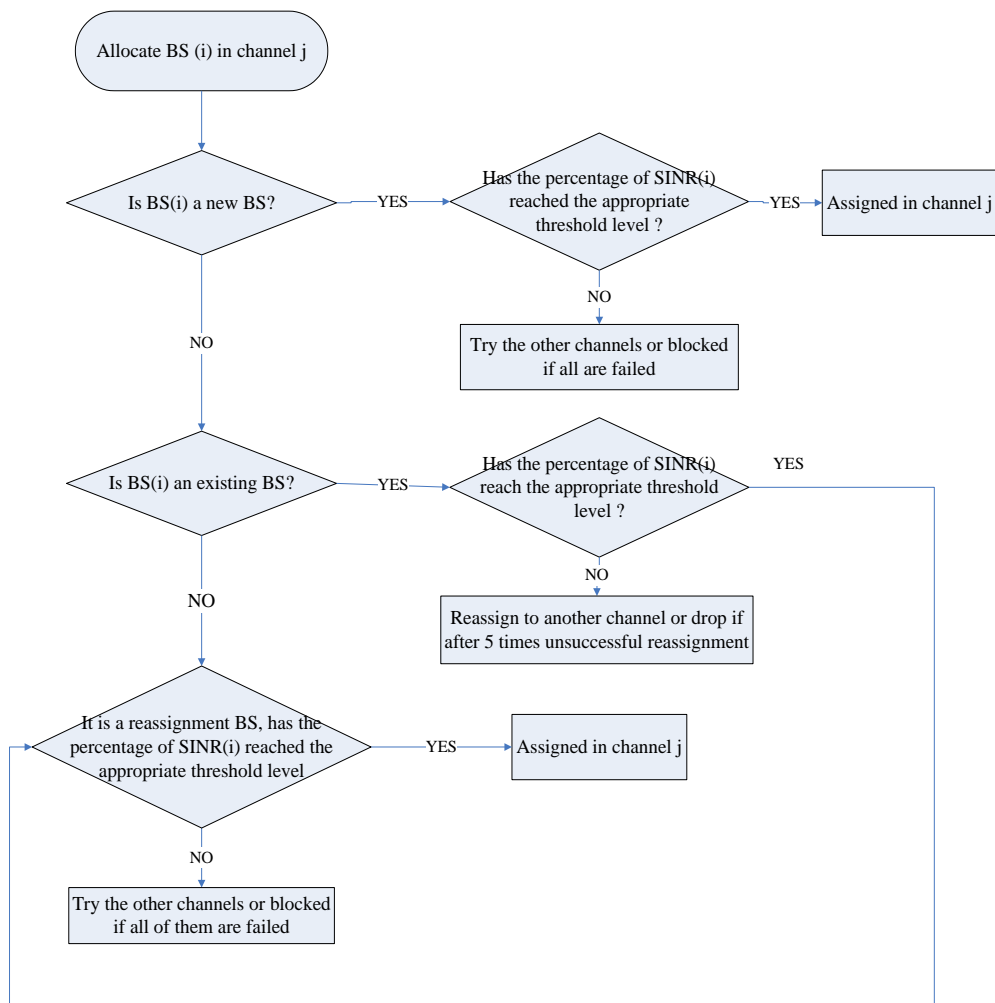 Allocate BS (i) in channel j
Is BS(i) a new BS?
YES
Has the percentage of SINR(i)
reached the appropriate
threshold level ?
YES
Assigned in channel j
NO
Try the other channels or blocked
if all are failed
NO
Is BS(i) an existing BS?
YES
Has the percentage of SINR(i)
reach the appropriate threshold
level ?
YES
NO
Reassign to another channel or drop if
after 5 times unsuccessful reassignment
NO
It is a reassignment BS, has the
percentage of SINR(i) reached the
appropriate threshold level
YES
Assigned in channel j
NO
Try the other channels or blocked
if all of them are failed